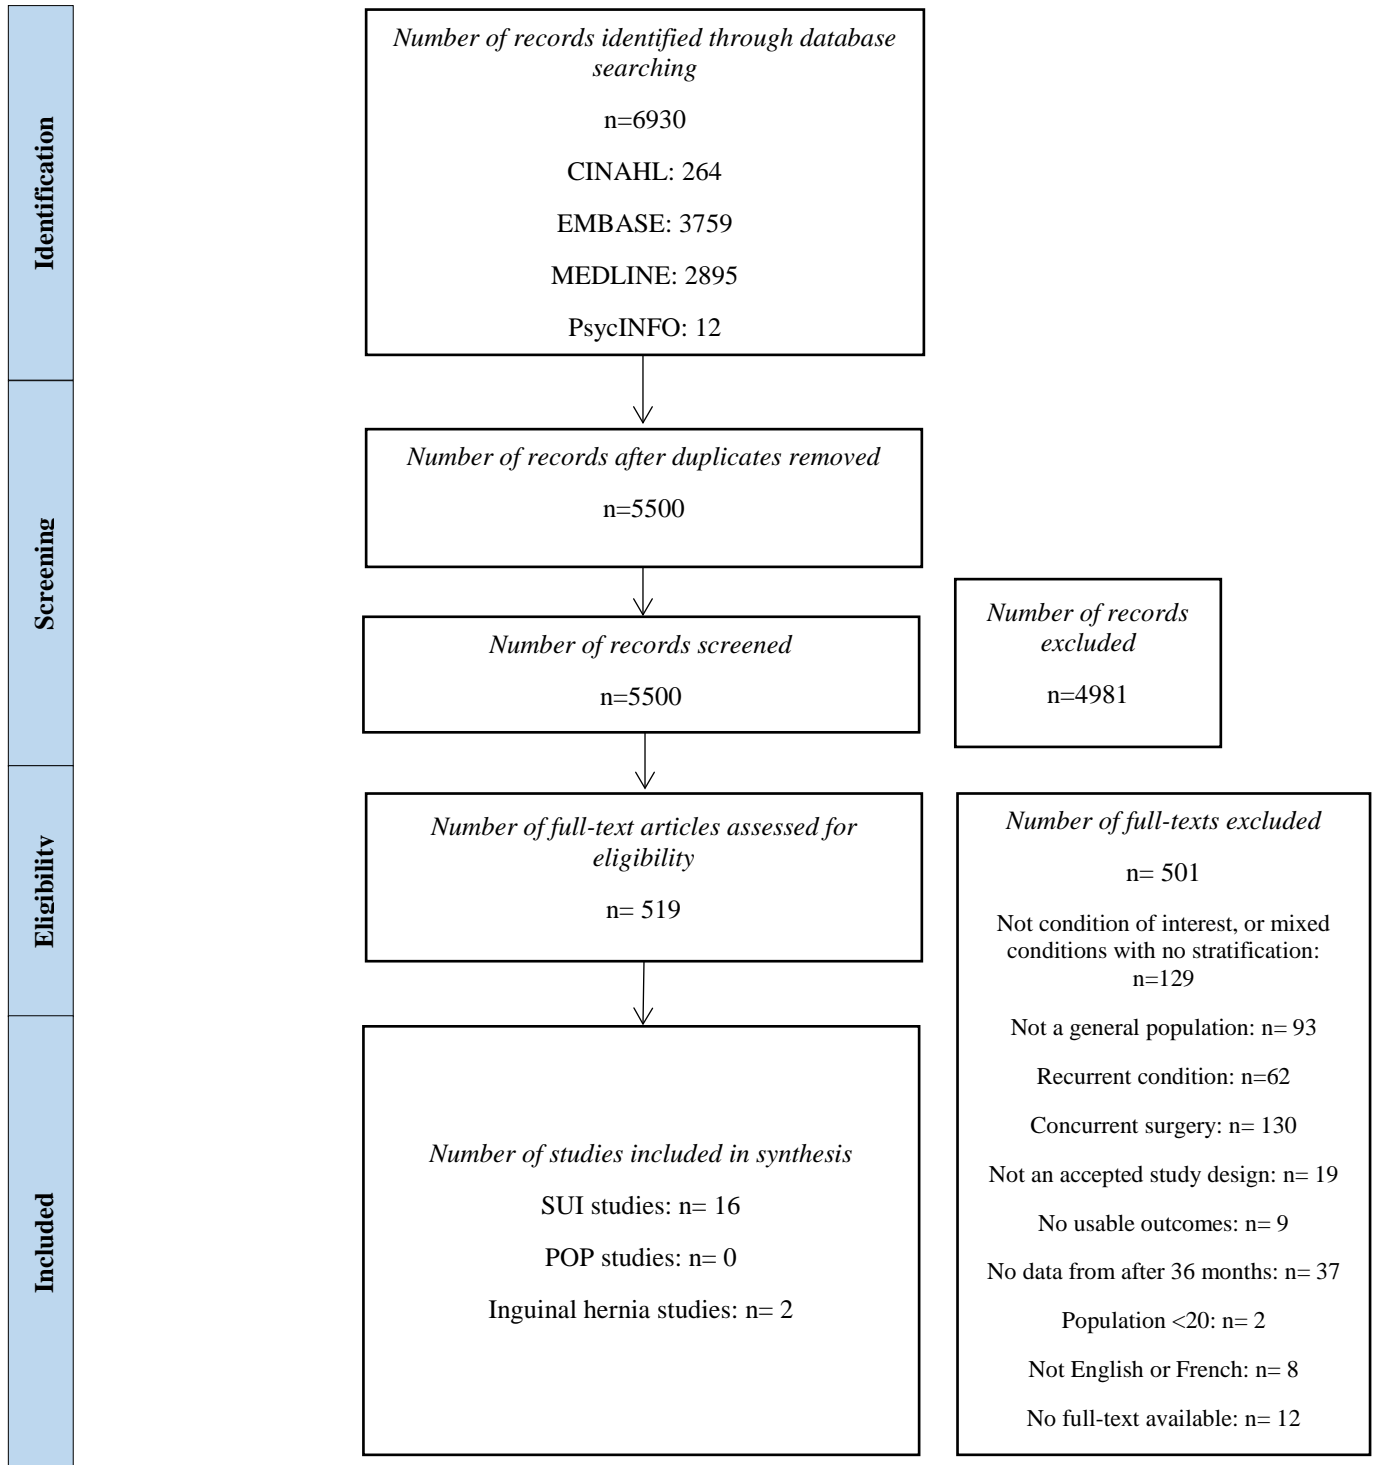 Identification
Number of records identified through database
searching
n=6930
CINAHL: 264
EMBASE: 3759
MEDLINE: 2895
PsycINFO: 12
Screening
Number of records after duplicates removed
n=5500
Number of records screened
n=5500
Number of records
excluded
n=4981
Eligibility
Number of full-text articles assessed for
eligibility
n= 519
Number of full-texts excluded
n= 501
Not condition of interest, or mixed
conditions with no stratification:
n=129
Not a general population: n= 93
Recurrent condition: n=62
Concurrent surgery: n= 130
Not an accepted study design: n= 19
No usable outcomes: n= 9
No data from after 36 months: n= 37
Population <20: n= 2
Not English or French: n= 8
No full-text available: n= 12
Included
Number of studies included in synthesis
SUI studies: n= 16
POP studies: n= 0
Inguinal hernia studies: n= 2